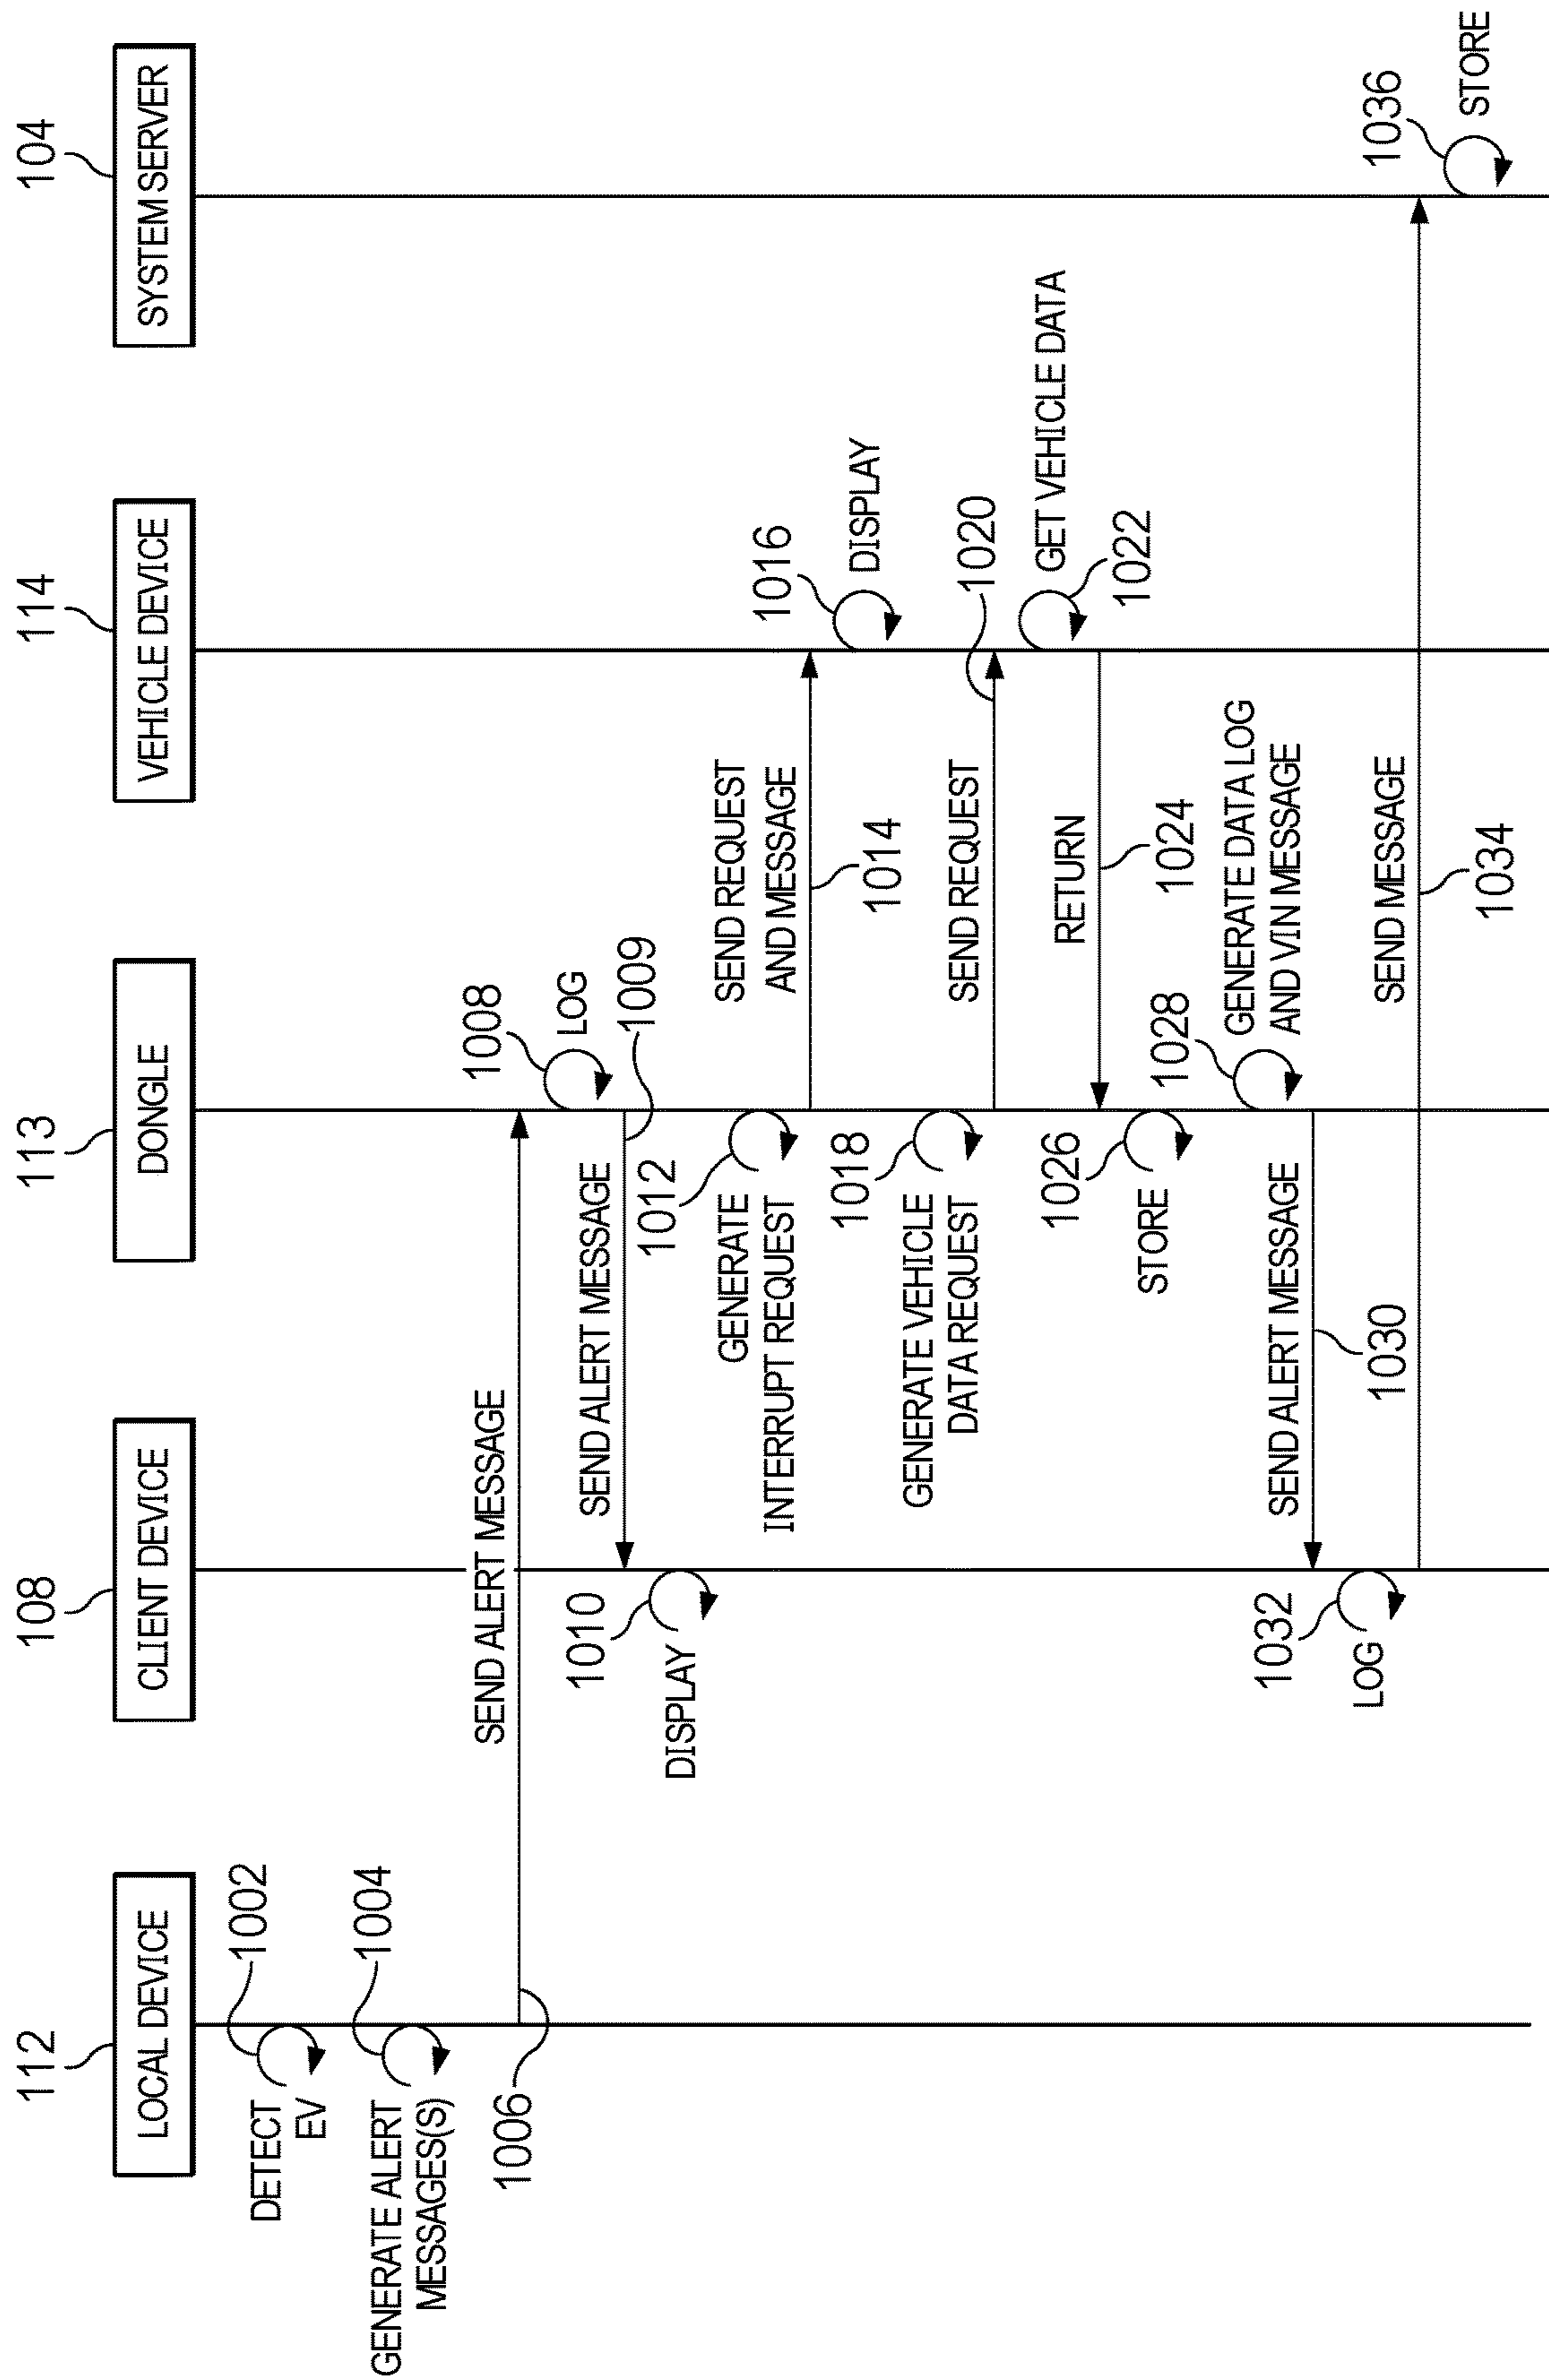 112
108
113
114
104
LOCAL DEVICE
CLIENT DEVICE
DONGLE
VEHICLE DEVICE
SYSTEM SERVER
1002
DETECT
EV
1004
GENERATE ALERT
MESSAGES(S)
SEND ALERT MESSAGE
1006
1008
LOG
SEND ALERT MESSAGE
1009
1010
DISPLAY
1012
GENERATE
INTERRUPT REQUEST
SEND REQUEST
AND MESSAGE
1014
1016
DISPLAY
1018
GENERATE VEHICLE
DATA REQUEST
SEND REQUEST
1020
GET VEHICLE DATA
1022
RETURN
1024
1026
STORE
1028
GENERATE DATA LOG
AND VIN MESSAGE
SEND ALERT MESSAGE
1030
1032
LOG
SEND MESSAGE
1034
1036
STORE